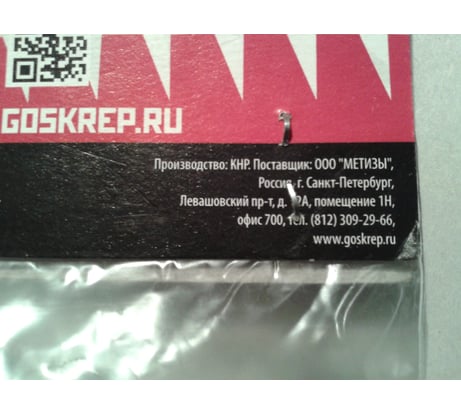 GOSKREP.RU
Производство: КНР. Поставщик: ООО "МЕТИЗЫ",
Россия, г. Санкт-Петербург,
Левашовский пр-т, д. помещение 1Н,
офис 700, тел. (812) 309-29-66,
www.goskrep.ru